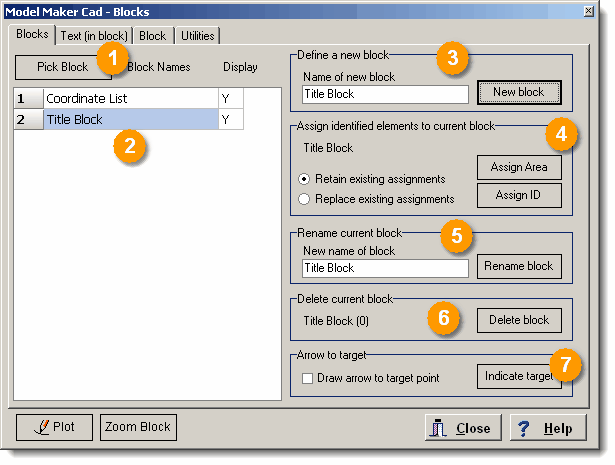 Model Maker Cad - Blocks
Blocks Text (in block) Block Utilities
1
Pick Block Block Names Display
1 Coordinate List Y
2 Title Block Y
2
Define a new block
3
Name of new block
Title Block New block
Assign identified elements to current block
4
Title Block
Assign Area
Retain existing assignments
Replace existing assignments
Assign ID
Rename current block
5
New name of block
Title Block Rename block
Delete current block
Title Block (0) 6 Delete block
Arrow to target
7
Draw arrow to target point Indicate target
Plot Zoom Block Close Help